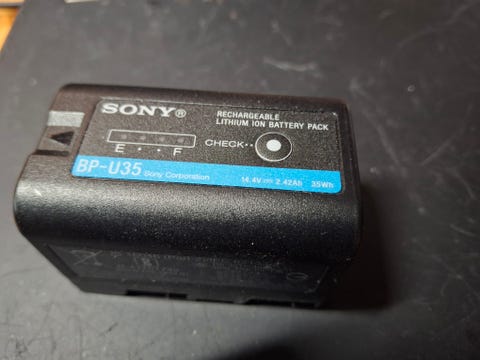 SONY®
RECHARGEABLE
LITHIUM ION BATTERY PACK
E • • F
CHECK••
BP-U35 Sony Corporation 14.4V⎓ 2.42Ah 35Wh